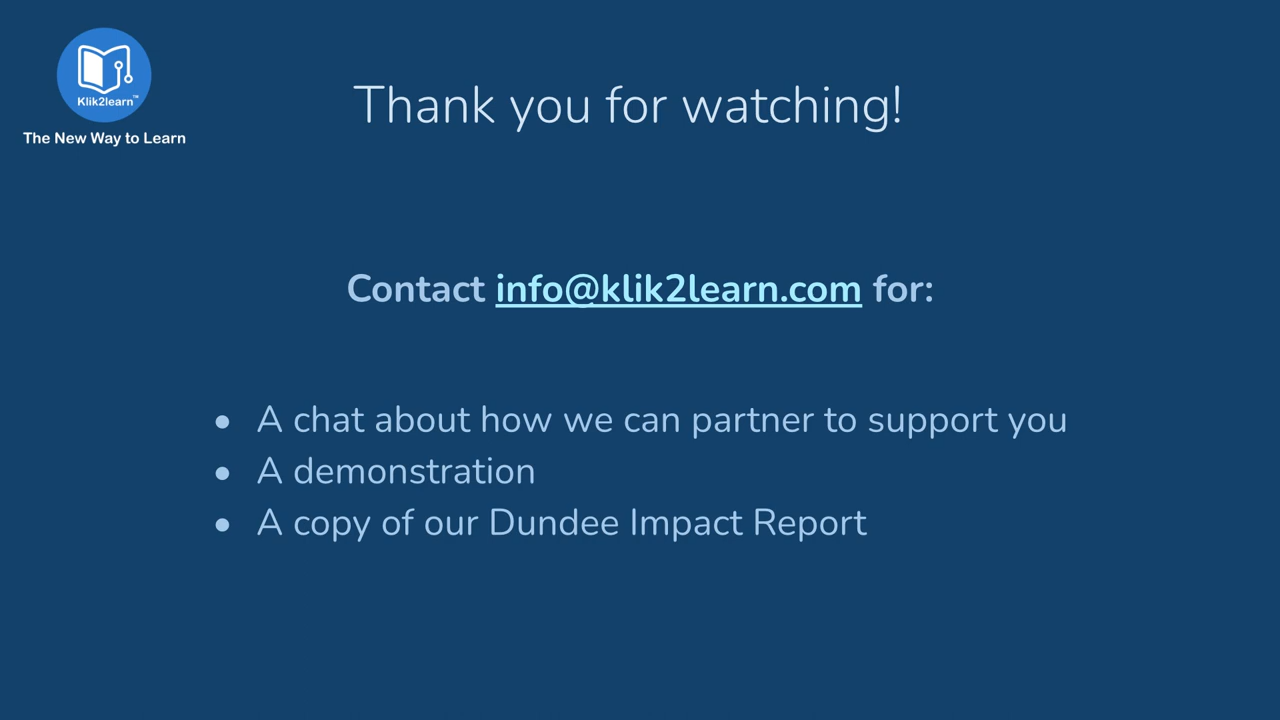 Klik2learn™
The New Way to Learn
Thank you for watching!
Contact info@klik2learn.com for:
● A chat about how we can partner to support you
● A demonstration
● A copy of our Dundee Impact Report